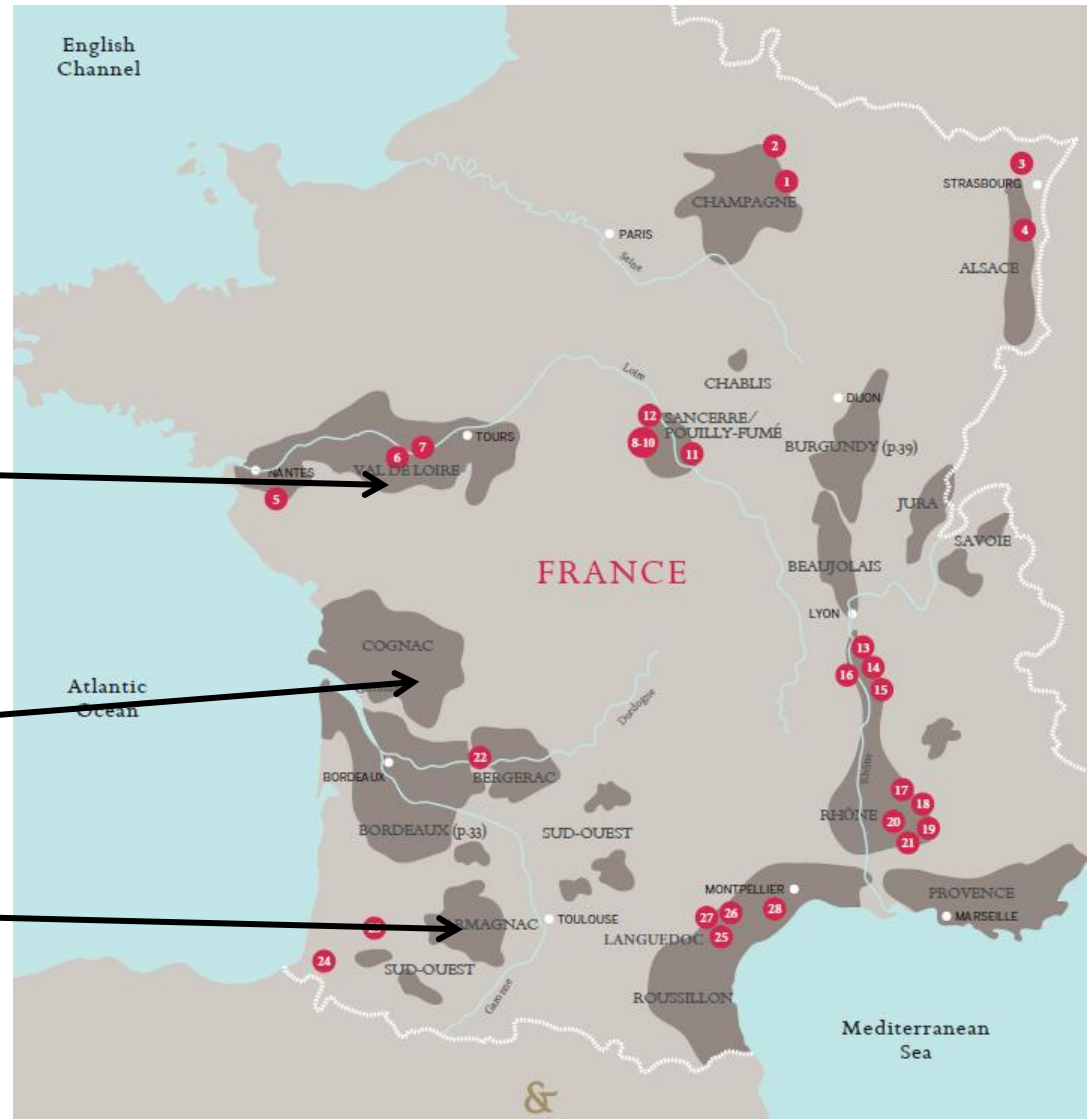 English
Channel
2
3
STRASBOURG
1
CHAMPAGNE
PARIS
4
Seine
ALSACE
Loire
CHABLIS
DIJON
12
SANCERRE/
POUILLY-FUMÉ
8-10
11
BURGUNDY (p.39)
TOURS
7
6
NANTES
VAL DE LOIRE
5
JURA
SAVOIE
FRANCE
BEAUJOLAIS
LYON
COGNAC
13
14
16
15
Atlantic
Ocean
Dordogne
22
BORDEAUX
BERGERAC
Rhône
17
18
RHÔNE
20
19
21
BORDEAUX (p.33)
SUD-OUEST
MONTPELLIER
PROVENCE
27
26
28
MARSEILLE
ARMAGNAC
TOULOUSE
LANGUEDOC
25
24
SUD-OUEST
Garonne
ROUSSILLON
Mediterranean
Sea
&